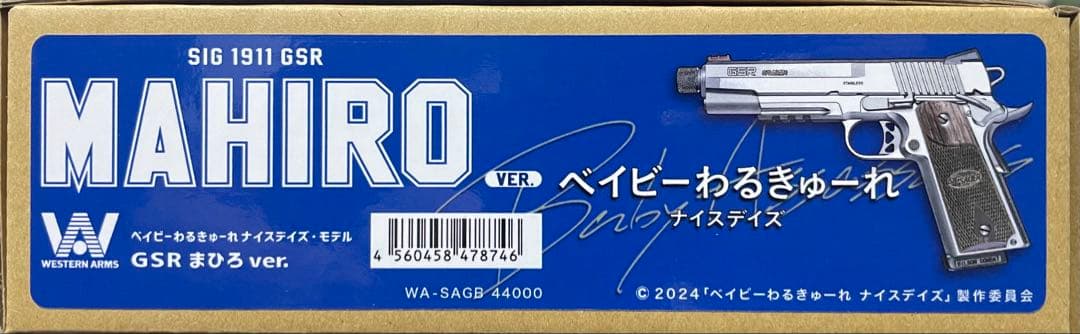 SIG 1911 GSR
MAHIRO
VER.
ベイビーわるきゅーれ
ナイスデイズ
WESTERN ARMS
ベイビーわるきゅーれ ナイスデイズ・モデル
GSR まひろ ver.
4 560458 478746
WA-SAGB 44000
GSR
STAINLESS
© 2024「ベイビーわるきゅーれ ナイスデイズ」製作委員会